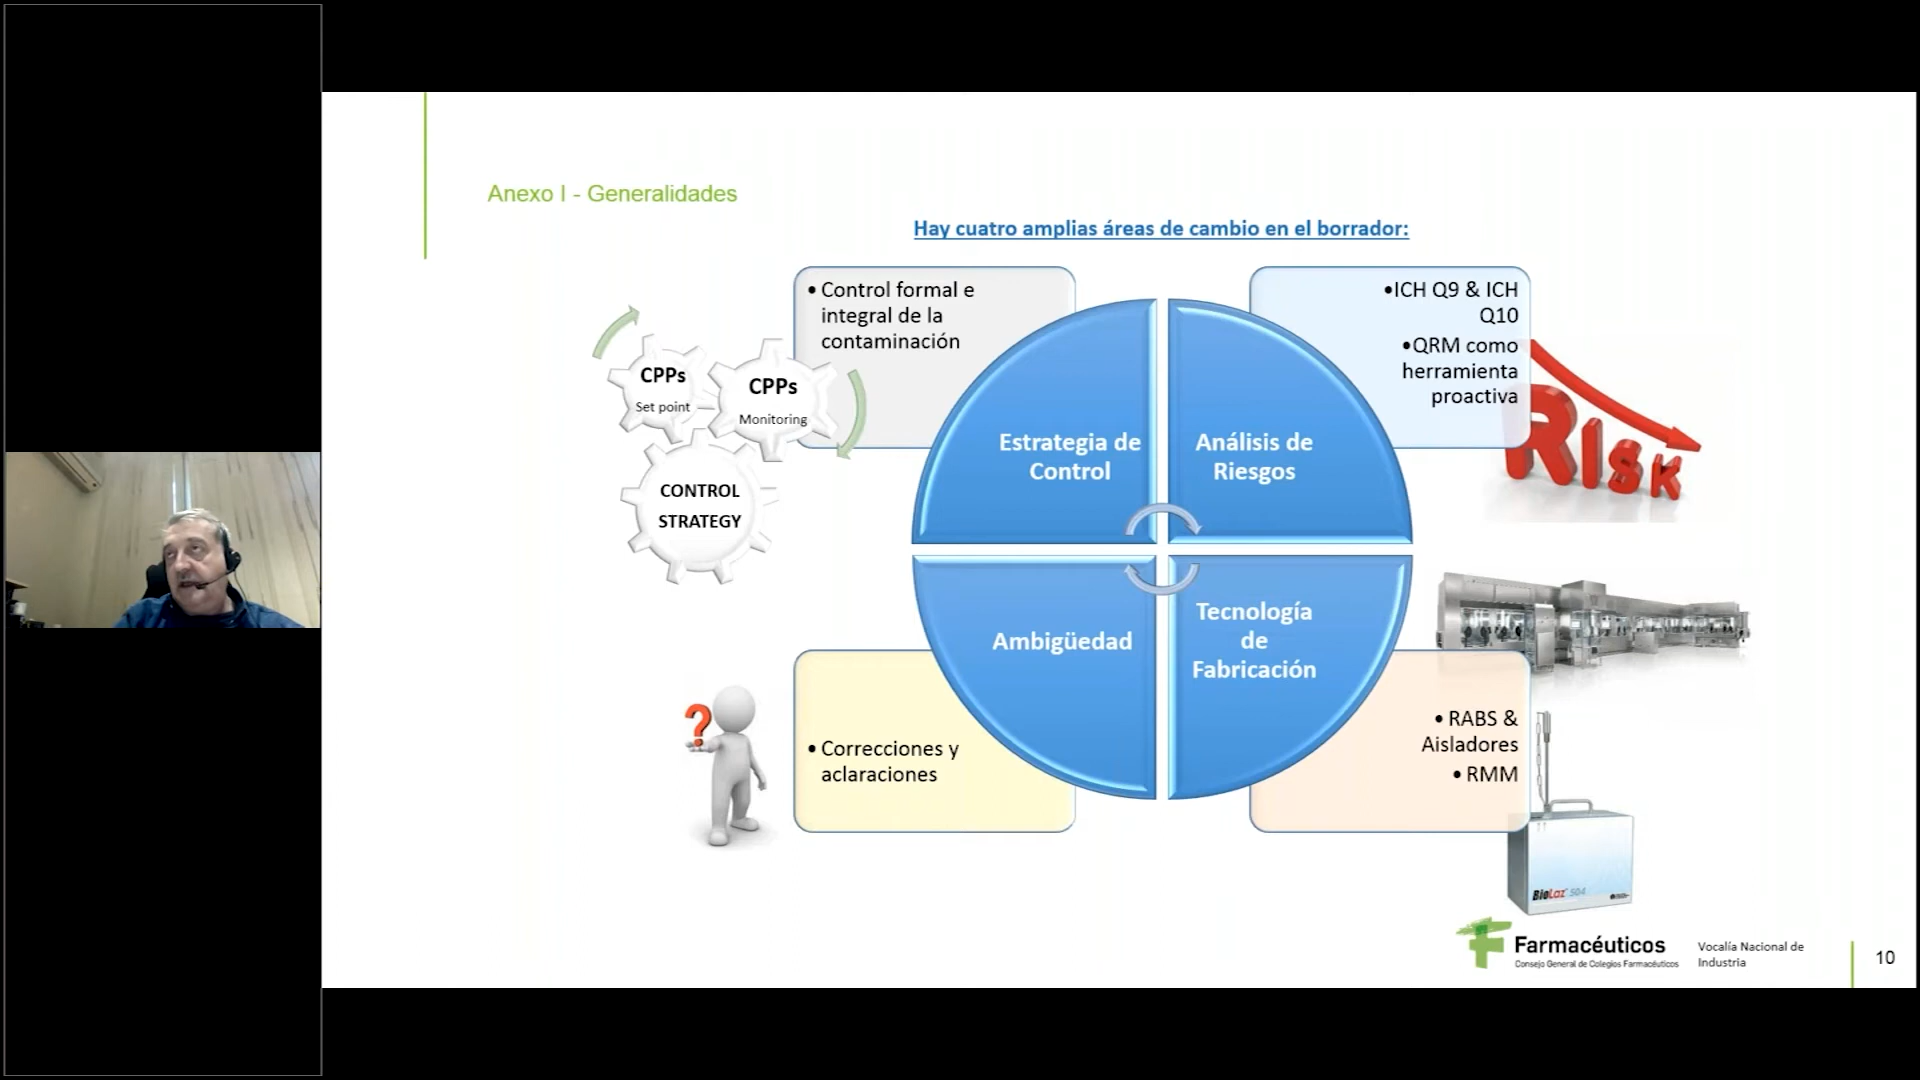 Anexo I - Generalidades
Hay cuatro amplias áreas de cambio en el borrador:
• Control formal e
integral de la
contaminación
•ICH Q9 & ICH
Q10
•QRM como
herramienta
proactiva
CPPs
Set point
CPPs
Monitoring
CONTROL
STRATEGY
Estrategia de
Control
Análisis de
Riesgos
RISK
Ambigüedad
Tecnología
de
Fabricación
?
• Correcciones y
aclaraciones
• RABS &
Aisladores
• RMM
BioLaz 504
Farmacéuticos
Consejo General de Colegios Farmacéuticos
Vocalía Nacional de
Industria
10